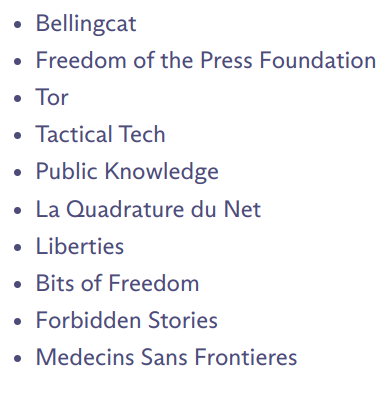 • Bellingcat
• Freedom of the Press Foundation
• Tor
• Tactical Tech
• Public Knowledge
• La Quadrature du Net
• Liberties
• Bits of Freedom
• Forbidden Stories
• Medecins Sans Frontieres